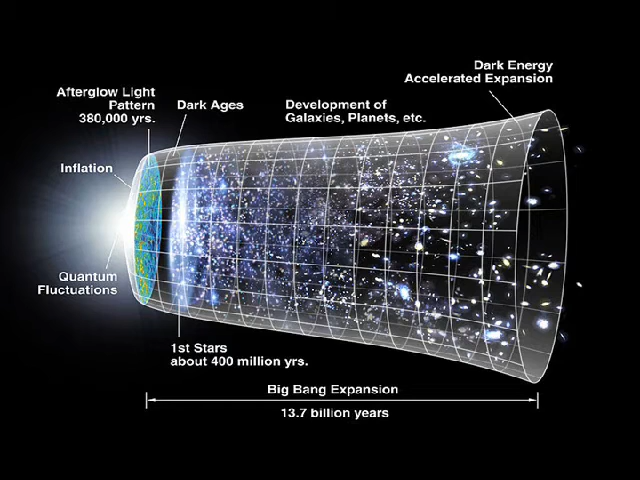 Dark Energy
Accelerated Expansion
Afterglow Light
Pattern
380,000 yrs.
Dark Ages
Development of
Galaxies, Planets, etc.
Inflation
Quantum
Fluctuations
1st Stars
about 400 million yrs.
Big Bang Expansion
13.7 billion years